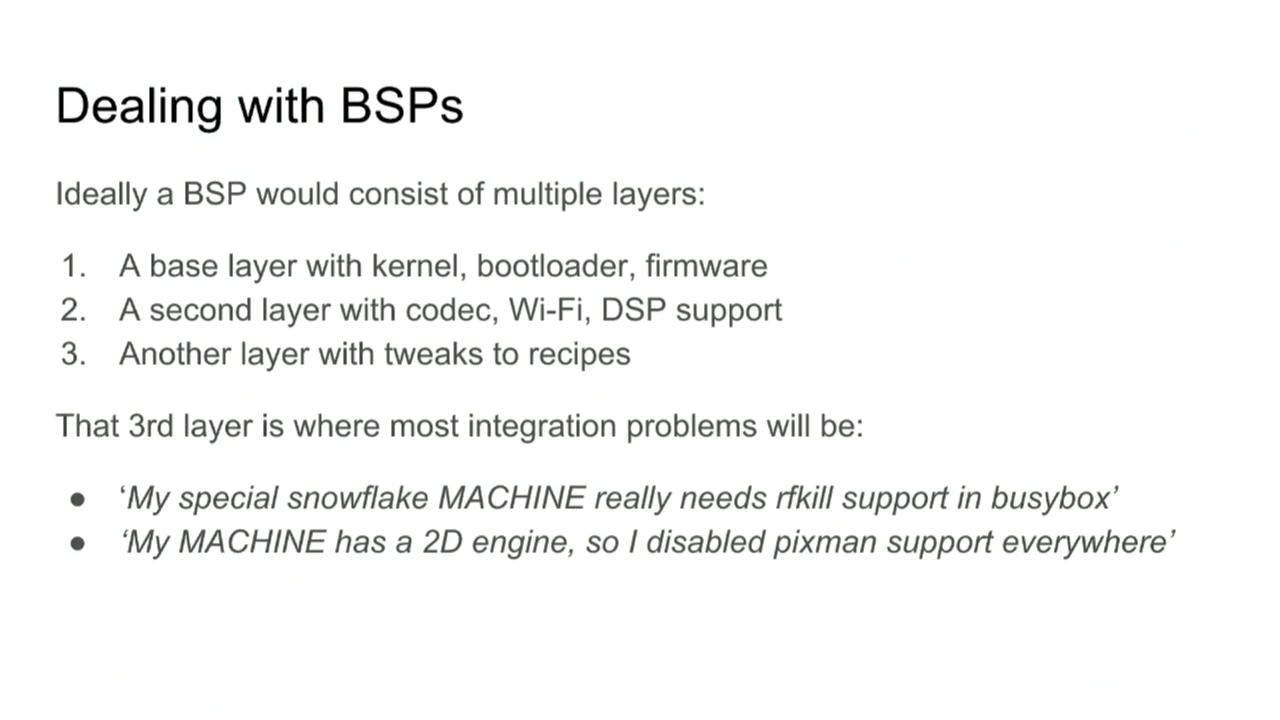 Dealing with BSPs
Ideally a BSP would consist of multiple layers:
1. A base layer with kernel, bootloader, firmware
2. A second layer with codec, Wi-Fi, DSP support
3. Another layer with tweaks to recipes
That 3rd layer is where most integration problems will be:
● ‘My special snowflake MACHINE really needs rfkill support in busybox’
● ‘My MACHINE has a 2D engine, so I disabled pixman support everywhere’